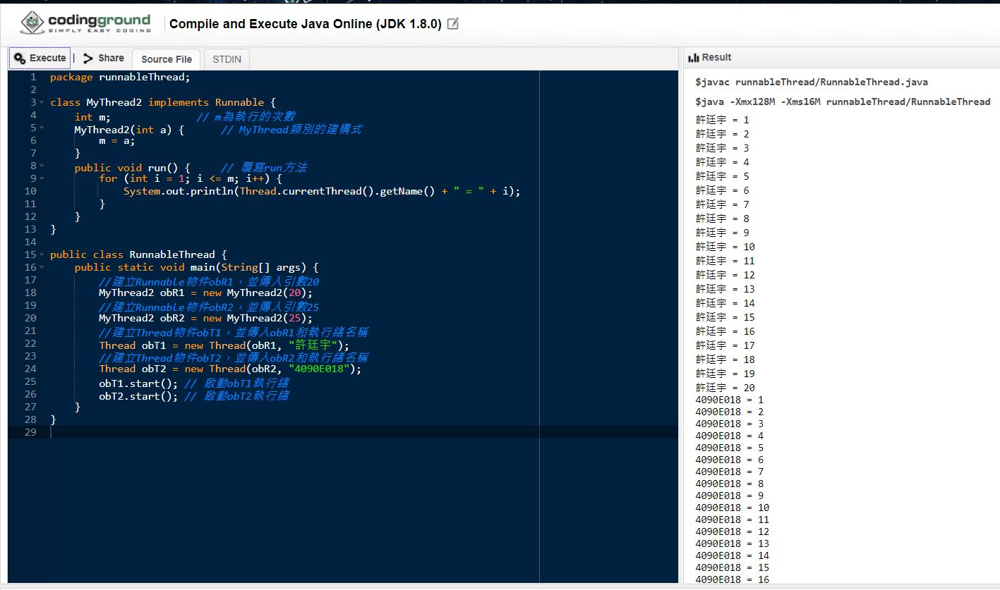 codingground
SIMPLY EASY CODING
Compile and Execute Java Online (JDK 1.8.0)
Execute | Share Source File STDIN
1 package runnableThread;
2
3 class MyThread2 implements Runnable {
4 int m; // m為執行的次數
5 MyThread2(int a) { // MyThread類別的建構式
6 m = a;
7 }
8 public void run() { // 覆寫run方法
9 for (int i = 1; i <= m; i++) {
10 System.out.println(Thread.currentThread().getName() + " = " + i);
11 }
12 }
13 }
14
15 public class RunnableThread {
16 public static void main(String[] args) {
17 //建立Runnable物件obR1，並傳入引數20
18 MyThread2 obR1 = new MyThread2(20);
19 //建立Runnable物件obR2，並傳入引數25
20 MyThread2 obR2 = new MyThread2(25);
21 //建立Thread物件obT1，並傳入obR1和執行緒名稱
22 Thread obT1 = new Thread(obR1, "許廷宇");
23 //建立Thread物件obT2，並傳入obR2和執行緒名稱
24 Thread obT2 = new Thread(obR2, "4090E018");
25 obT1.start(); // 啟動obT1執行緒
26 obT2.start(); // 啟動obT2執行緒
27 }
28 }
29
Result
$javac runnableThread/RunnableThread.java
$java -Xmx128M -Xms16M runnableThread/RunnableThread
許廷宇 = 1
許廷宇 = 2
許廷宇 = 3
許廷宇 = 4
許廷宇 = 5
許廷宇 = 6
許廷宇 = 7
許廷宇 = 8
許廷宇 = 9
許廷宇 = 10
許廷宇 = 11
許廷宇 = 12
許廷宇 = 13
許廷宇 = 14
許廷宇 = 15
許廷宇 = 16
許廷宇 = 17
許廷宇 = 18
許廷宇 = 19
許廷宇 = 20
4090E018 = 1
4090E018 = 2
4090E018 = 3
4090E018 = 4
4090E018 = 5
4090E018 = 6
4090E018 = 7
4090E018 = 8
4090E018 = 9
4090E018 = 10
4090E018 = 11
4090E018 = 12
4090E018 = 13
4090E018 = 14
4090E018 = 15
4090E018 = 16